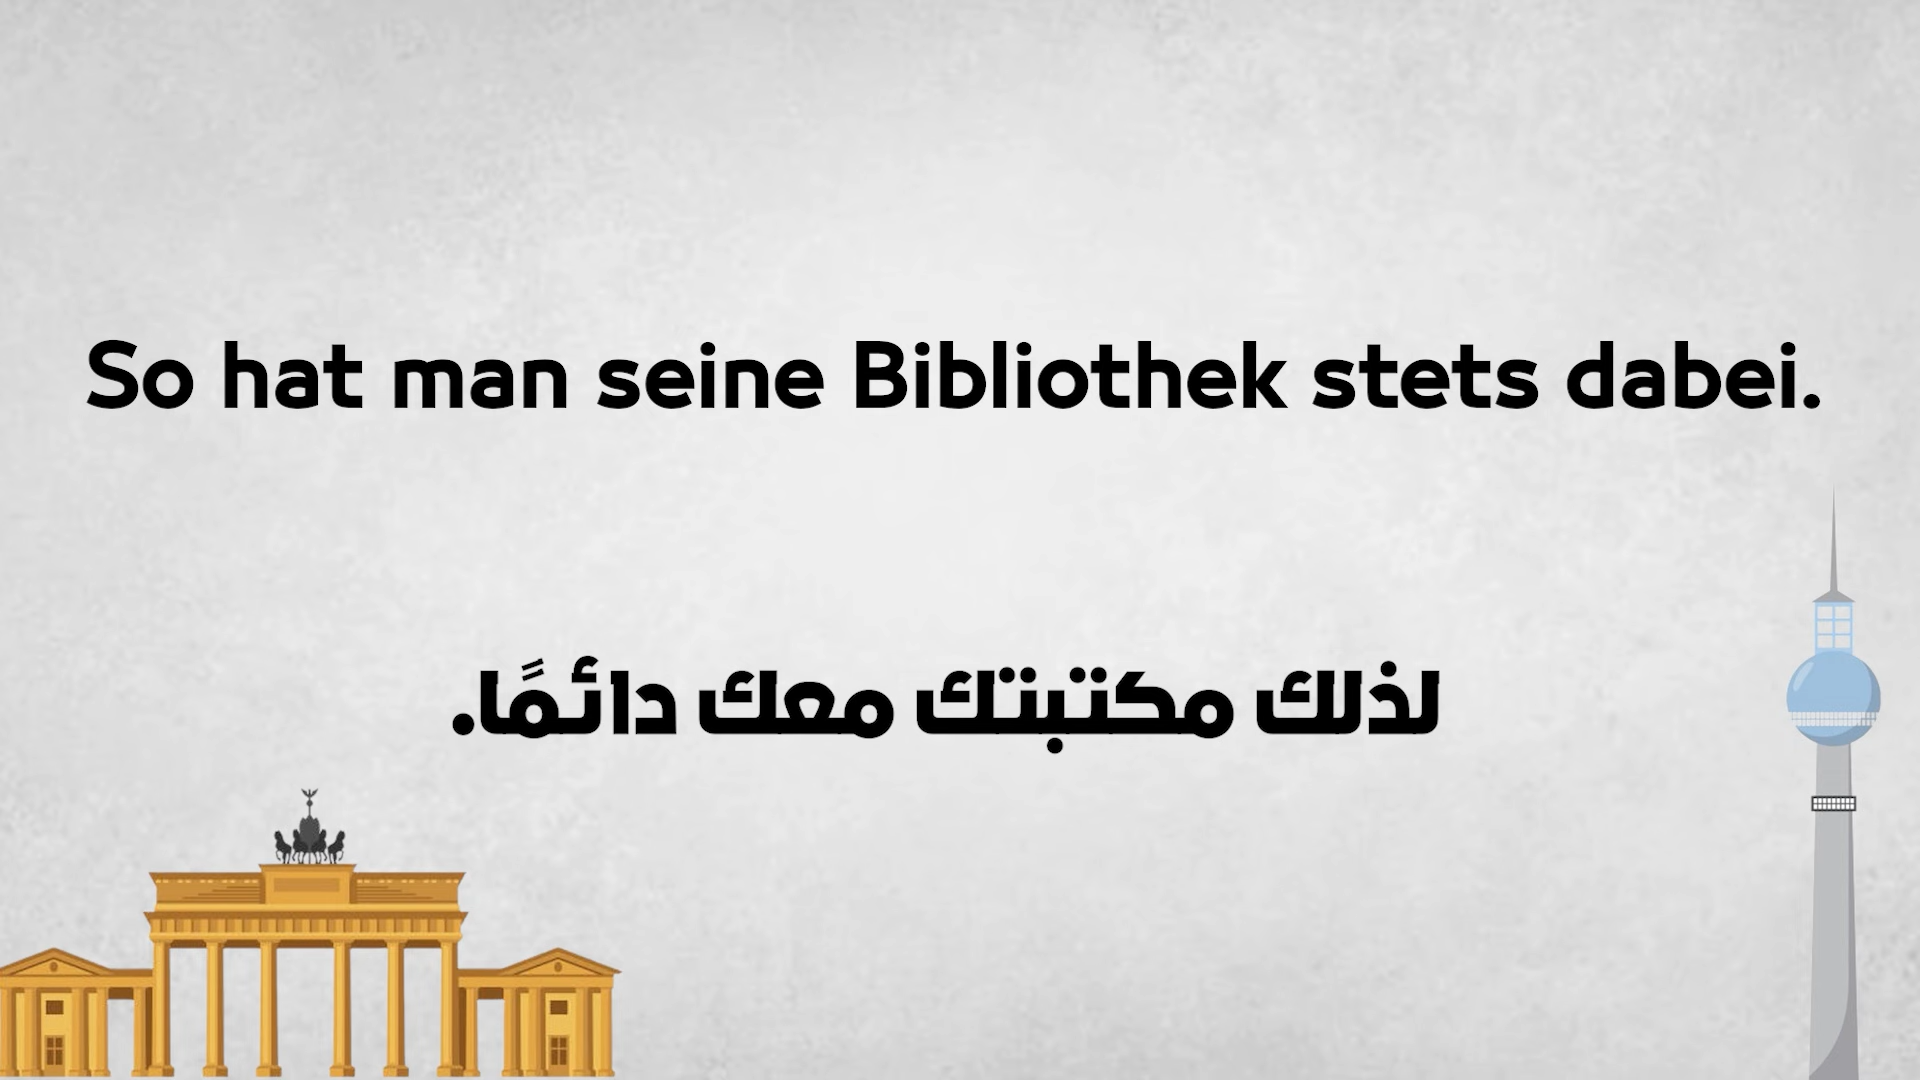 So hat man seine Bibliothek stets dabei.
لذلك مكتبتك معك دائمًا.